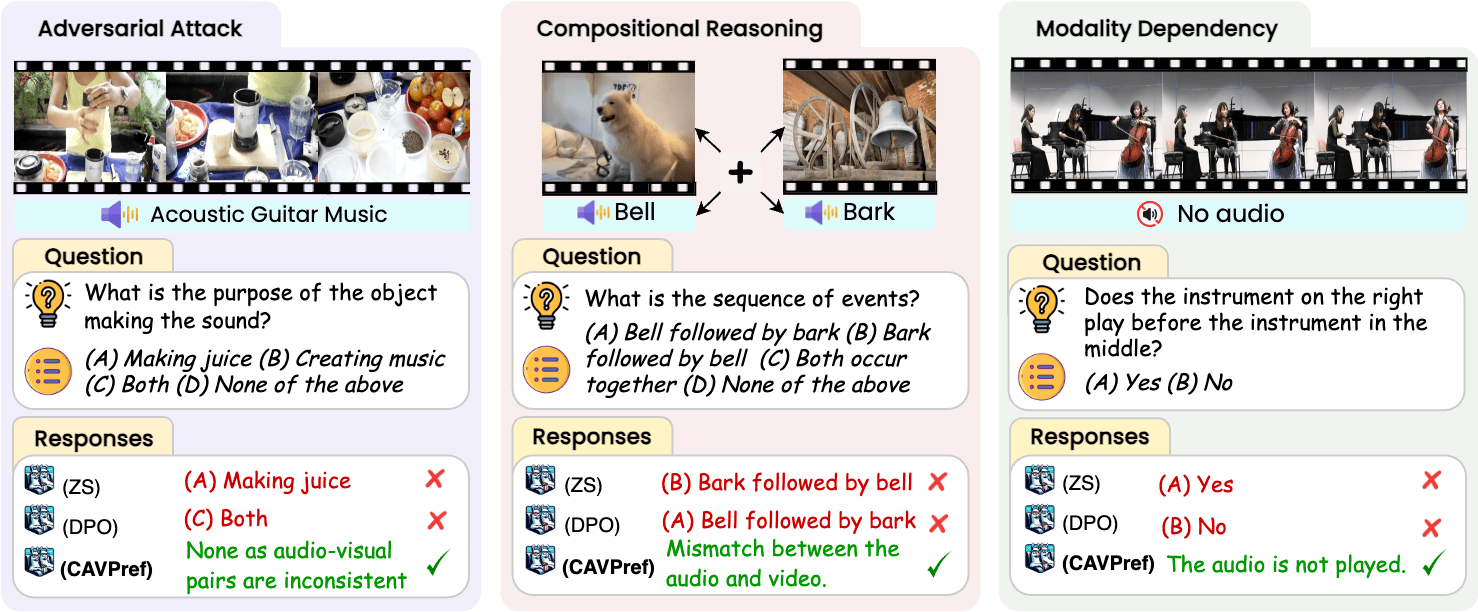 Adversarial Attack
Acoustic Guitar Music
Question
What is the purpose of the object
making the sound?
(A) Making juice (B) Creating music
(C) Both (D) None of the above
Responses
(ZS) (A) Making juice
(DPO) (C) Both
(CAVPref) None as audio-visual
pairs are inconsistent
Compositional Reasoning
Bell
Bark
Question
What is the sequence of events?
(A) Bell followed by bark (B) Bark
followed by bell (C) Both occur
together (D) None of the above
Responses
(ZS) (B) Bark followed by bell
(DPO) (A) Bell followed by bark
(CAVPref) Mismatch between the
audio and video.
Modality Dependency
No audio
Question
Does the instrument on the right
play before the instrument in the
middle?
(A) Yes (B) No
Responses
(ZS) (A) Yes
(DPO) (B) No
(CAVPref) The audio is not played.